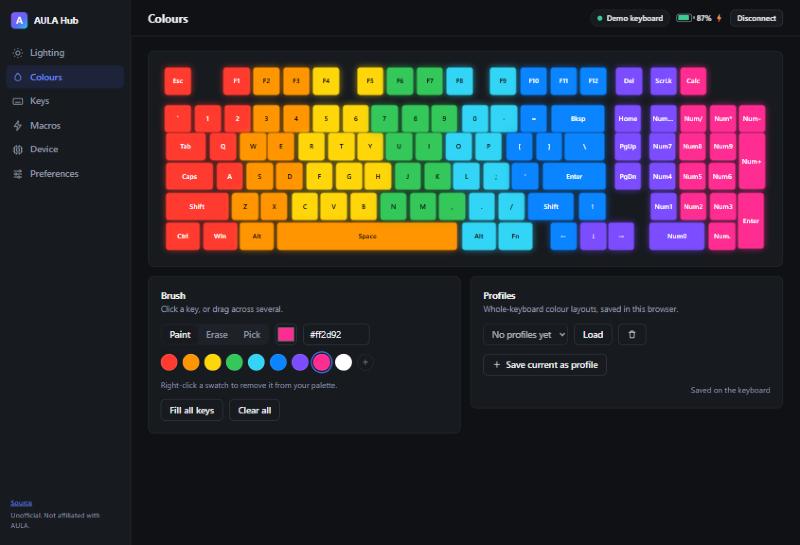 A AULA Hub
Colours
Demo keyboard
87%
Disconnect
Lighting
Colours
Keys
Macros
Device
Preferences
Esc F1 F2 F3 F4 F5 F6 F7 F8 F9 F10 F11 F12 Del ScrLk Calc
` 1 2 3 4 5 6 7 8 9 0 - = Bksp Home Num... Num/ Num* Num-
Tab Q W E R T Y U I O P [ ] \ PgUp Num7 Num8 Num9 Num+
Caps A S D F G H J K L ; ' Enter PgDn Num4 Num5 Num6
Shift Z X C V B N M , . / Shift ↑ Num1 Num2 Num3 Enter
Ctrl Win Alt Space Alt Fn ← ↓ → Num0 Num.
Brush
Click a key, or drag across several.
Paint Erase Pick #ff2d92
+
Right-click a swatch to remove it from your palette.
Fill all keys Clear all
Profiles
Whole-keyboard colour layouts, saved in this browser.
No profiles yet Load
+ Save current as profile
Saved on the keyboard
Source
Unofficial. Not affiliated with
AULA.